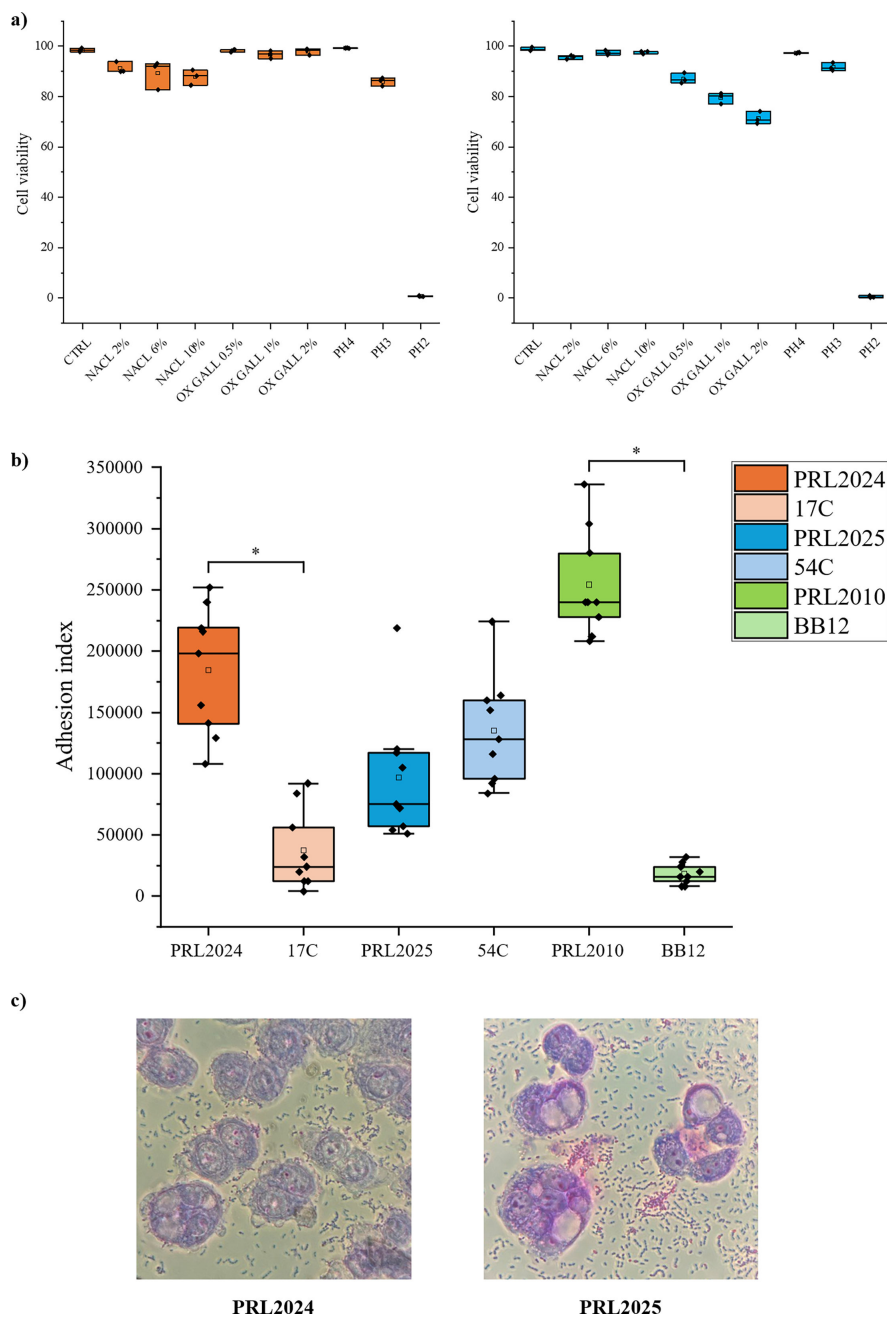 a)
100
80
60
40
20
0
Cell viability
CTRL
NACL 2%
NACL 6%
NACL 10%
OX GALL 0.5%
OX GALL 1%
OX GALL 2%
PH4
PH3
PH2
100
80
60
40
20
0
Cell viability
CTRL
NACL 2%
NACL 6%
NACL 10%
OX GALL 0.5%
OX GALL 1%
OX GALL 2%
PH4
PH3
PH2
b)
350000
300000
250000
200000
150000
100000
50000
0
Adhesion index
*
*
PRL2024
17C
PRL2025
54C
PRL2010
BB12
PRL2024
17C
PRL2025
54C
PRL2010
BB12
c)
PRL2024
PRL2025